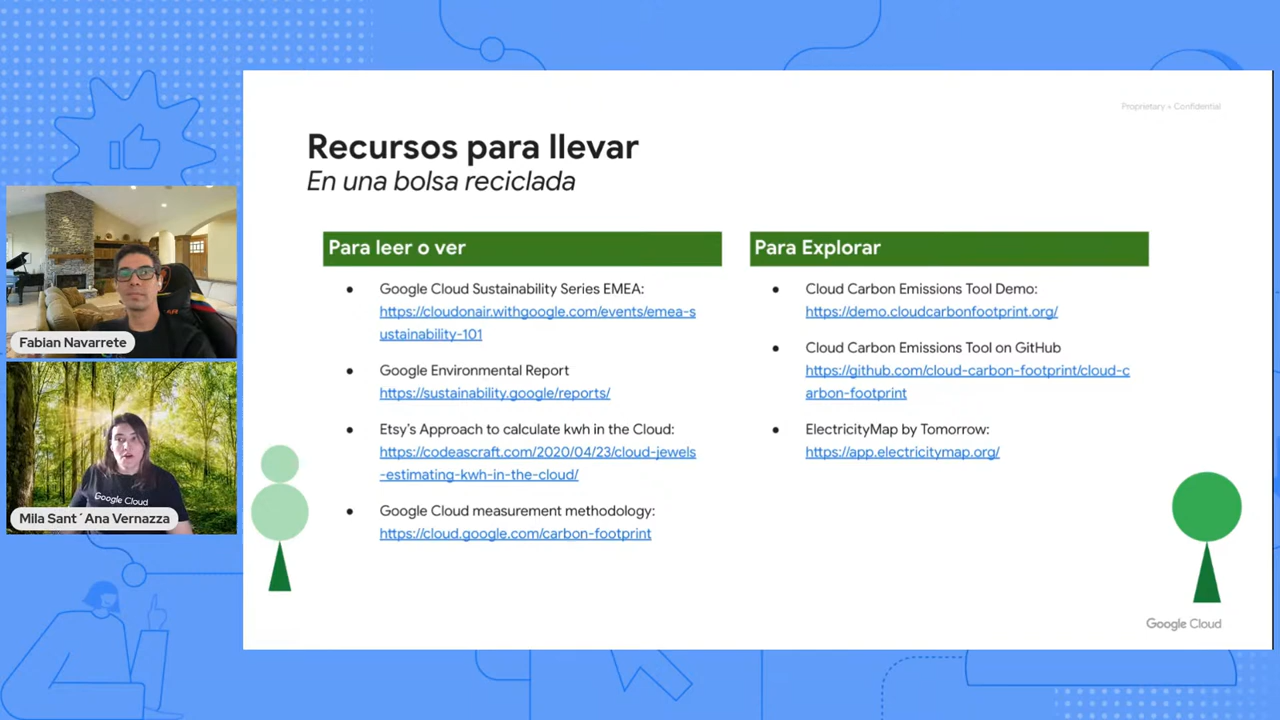 Proprietary + Confidential
Recursos para llevar
En una bolsa reciclada
Para leer o ver
● Google Cloud Sustainability Series EMEA:
https://cloudonair.withgoogle.com/events/emea-s
ustainability-101
● Google Environmental Report
https://sustainability.google/reports/
● Etsy's Approach to calculate kwh in the Cloud:
https://codeascraft.com/2020/04/23/cloud-jewels
-estimating-kwh-in-the-cloud/
● Google Cloud measurement methodology:
https://cloud.google.com/carbon-footprint
Para Explorar
● Cloud Carbon Emissions Tool Demo:
https://demo.cloudcarbonfootprint.org/
● Cloud Carbon Emissions Tool on GitHub
https://github.com/cloud-carbon-footprint/cloud-c
arbon-footprint
● ElectricityMap by Tomorrow:
https://app.electricitymap.org/
Google Cloud
Fabian Navarrete
Google Cloud
Mila Sant´Ana Vernazza